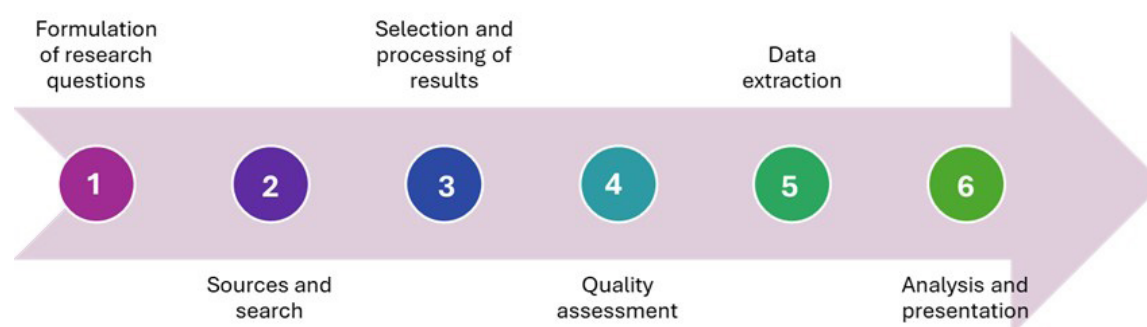 Formulation
of research
questions
Selection and
processing of
results
Data
extraction
1
2
3
4
5
6
Sources and
search
Quality
assessment
Analysis and
presentation